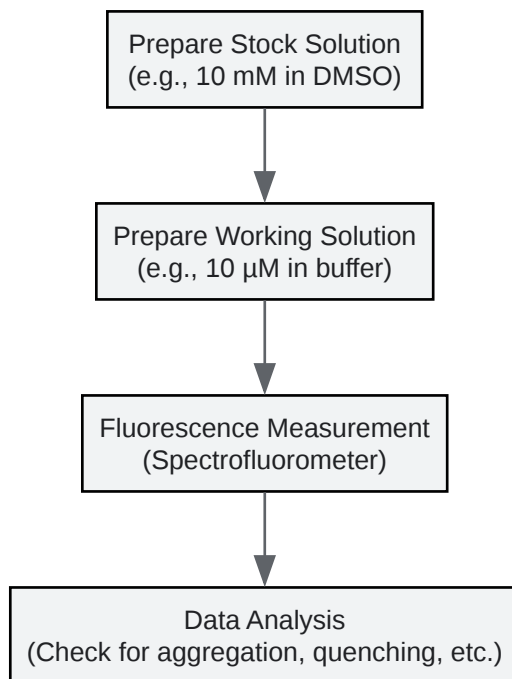 Prepare Stock Solution
(e.g., 10 mM in DMSO)
Prepare Working Solution
(e.g., 10 µM in buffer)
Fluorescence Measurement
(Spectrofluorometer)
Data Analysis
(Check for aggregation, quenching, etc.)